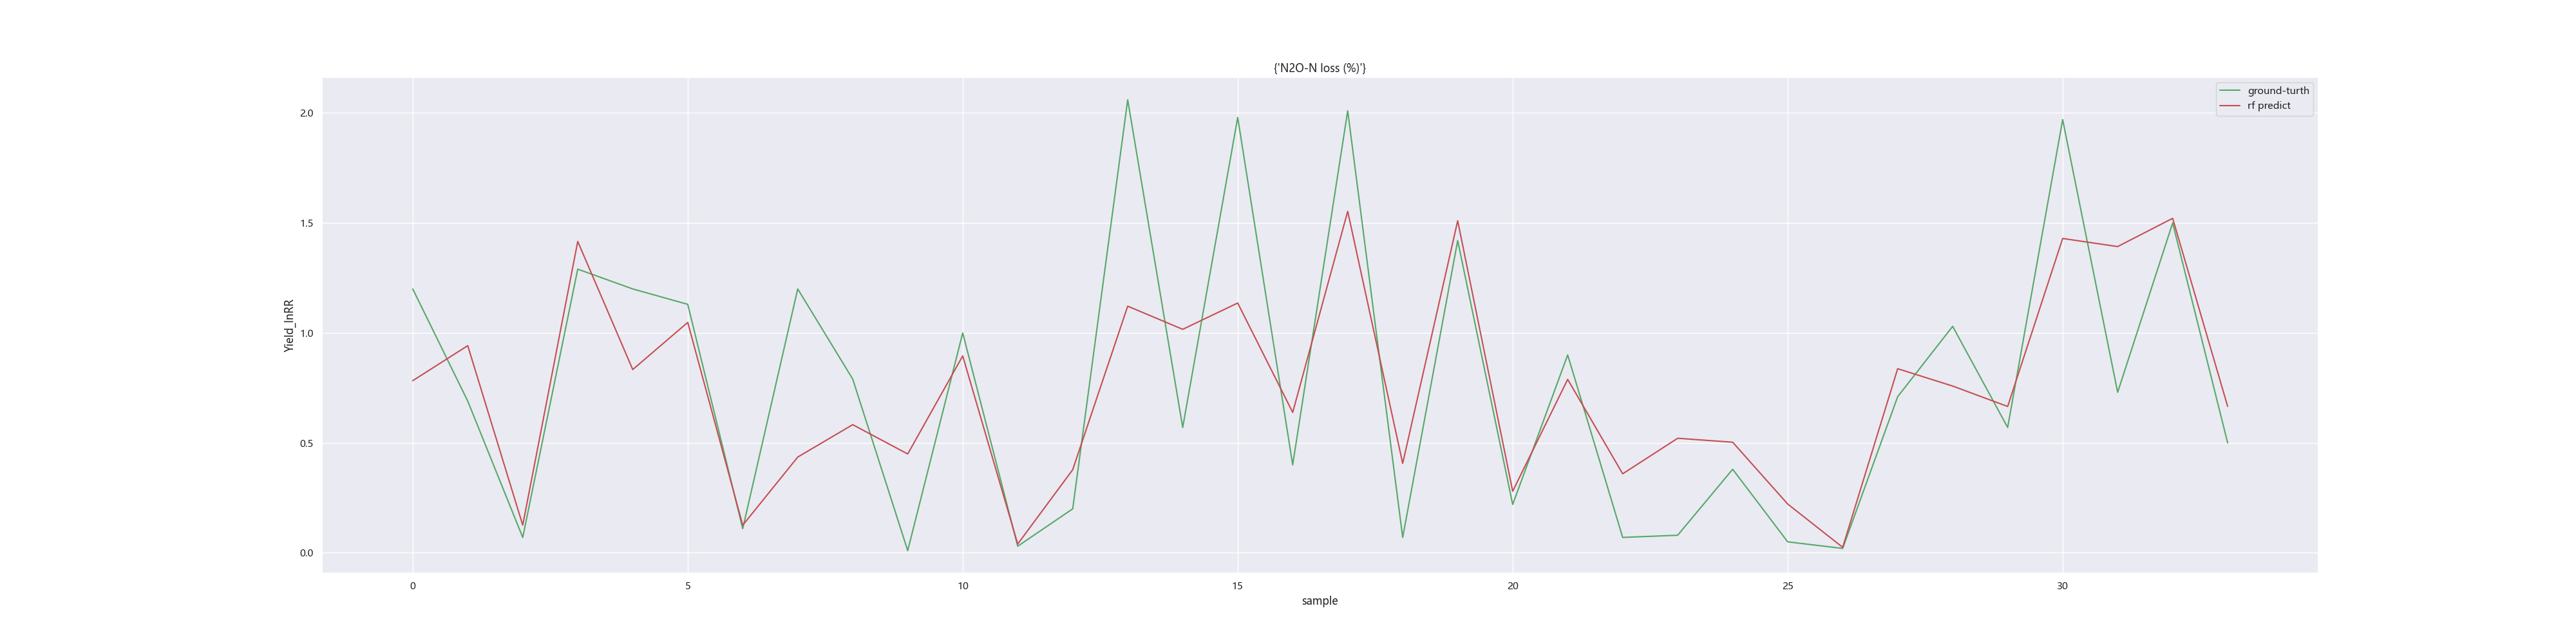 {'N2O-N loss (%)'}
ground-turth
rf predict
Yield_lnRR
2.0
1.5
1.0
0.5
0.0
0 5 10 15 20 25 30
sample